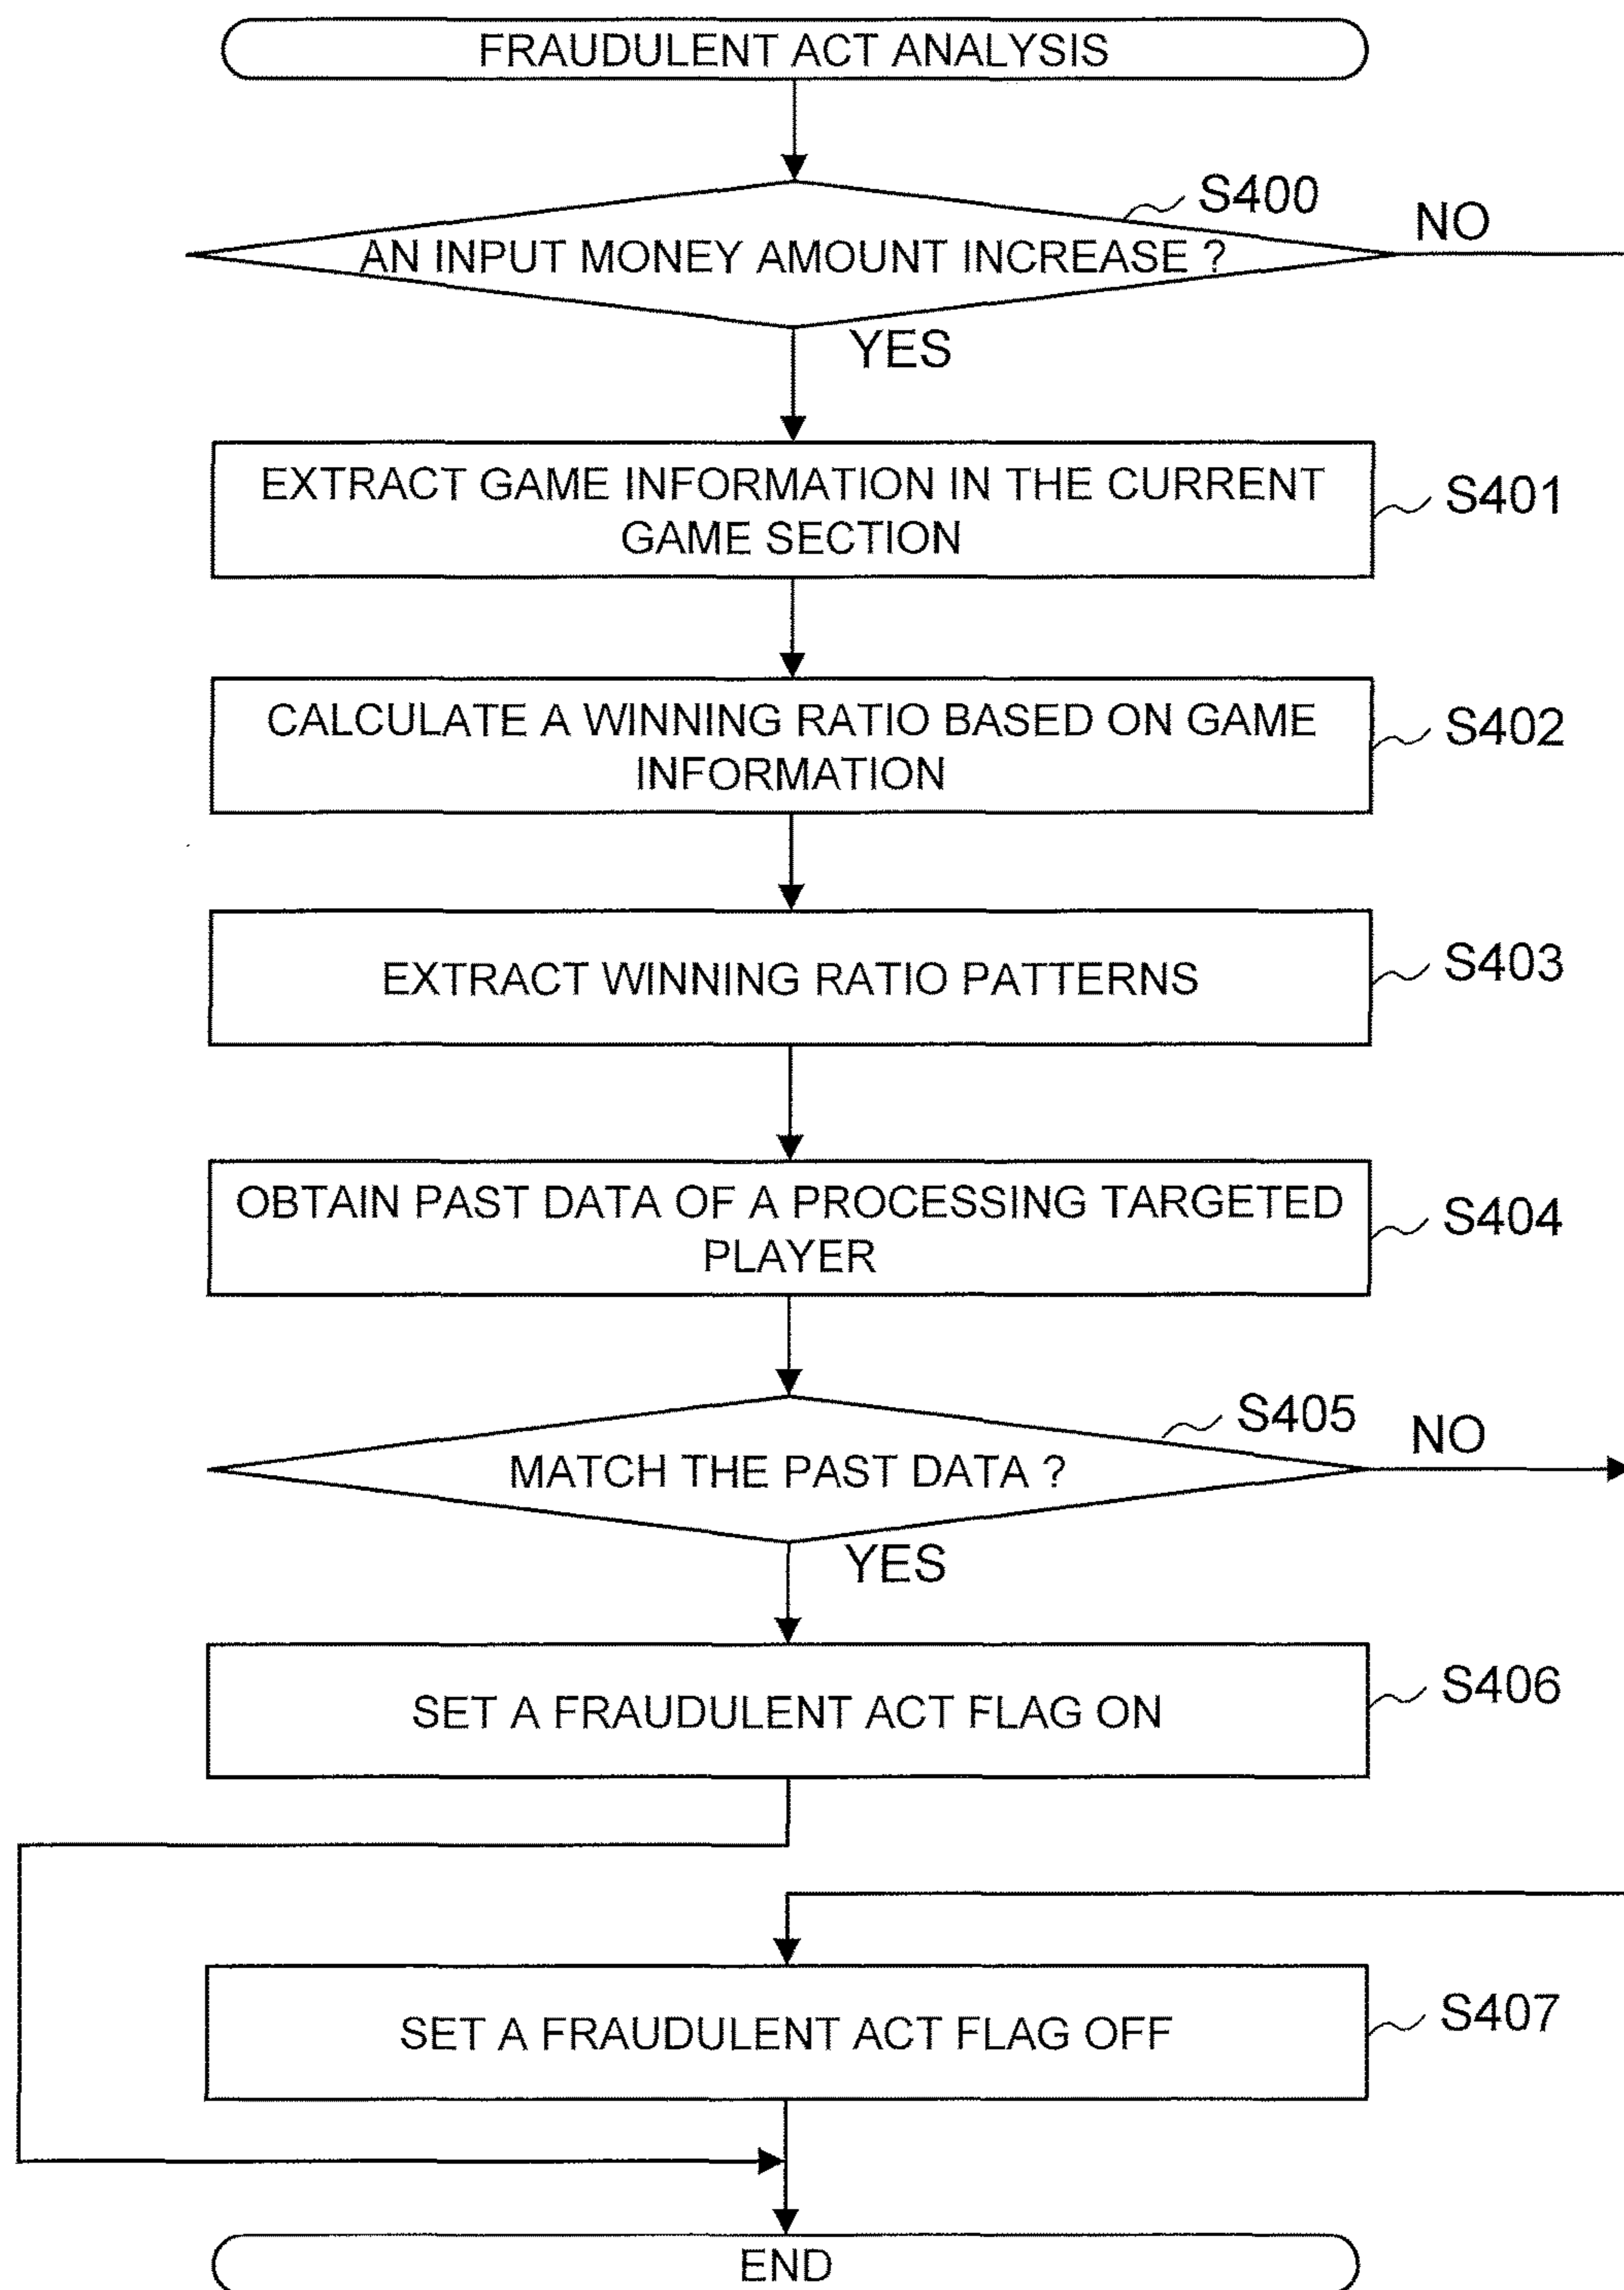 FRAUDULENT ACT ANALYSIS
S400
NO
AN INPUT MONEY AMOUNT INCREASE ?
YES
EXTRACT GAME INFORMATION IN THE CURRENT
GAME SECTION
S401
CALCULATE A WINNING RATIO BASED ON GAME
INFORMATION
S402
EXTRACT WINNING RATIO PATTERNS
S403
OBTAIN PAST DATA OF A PROCESSING TARGETED
PLAYER
S404
S405
NO
MATCH THE PAST DATA ?
YES
SET A FRAUDULENT ACT FLAG ON
S406
SET A FRAUDULENT ACT FLAG OFF
S407
END